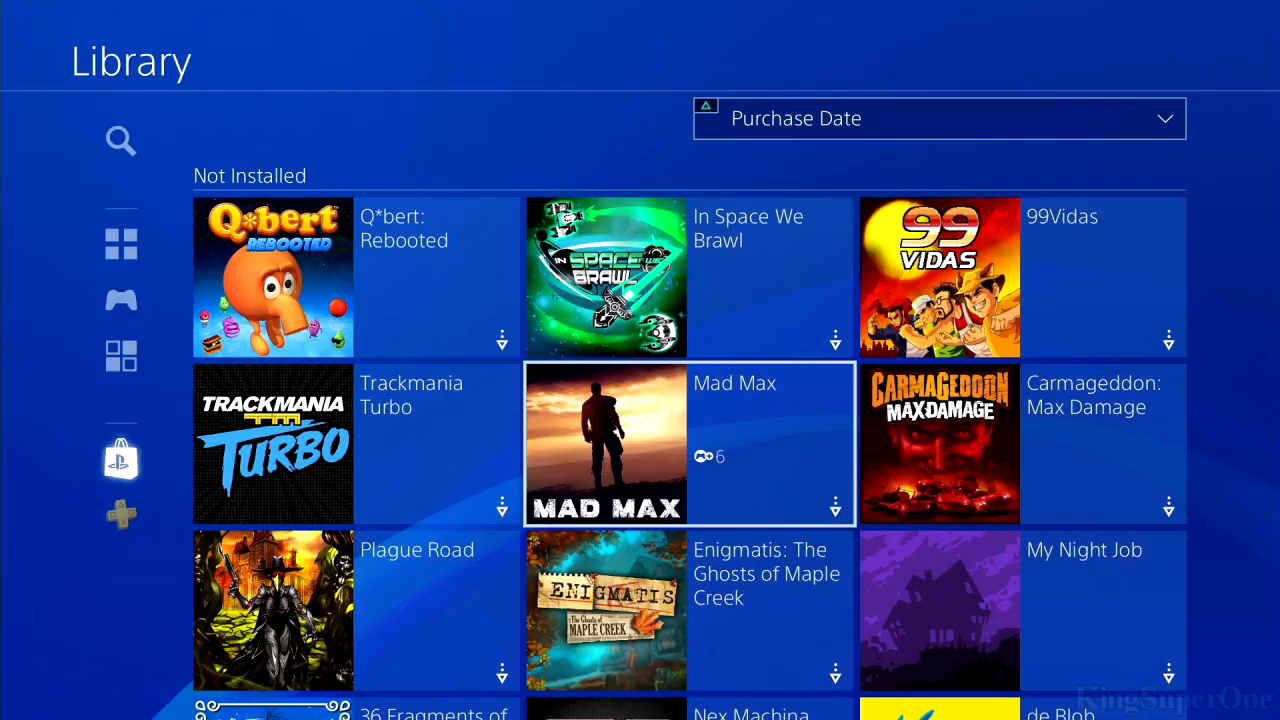 Library
Purchase Date
Not Installed
Q*bert
REBOOTED
Q*bert:
Rebooted
IN SPACE WE
BRAWL
In Space We
Brawl
99
VIDAS
99Vidas
TRACKMANIA
TM
TURBO
Trackmania
Turbo
MAD MAX
Mad Max
6
CARMAGEDDON
MAX:DAMAGE
Carmageddon:
Max Damage
Plague Road
ENIGMATIS
The Ghosts of
MAPLE CREEK
Enigmatis: The
Ghosts of Maple
Creek
My Night Job
36 Fragments of
Nex Machina
de Blob
KingSuperOne